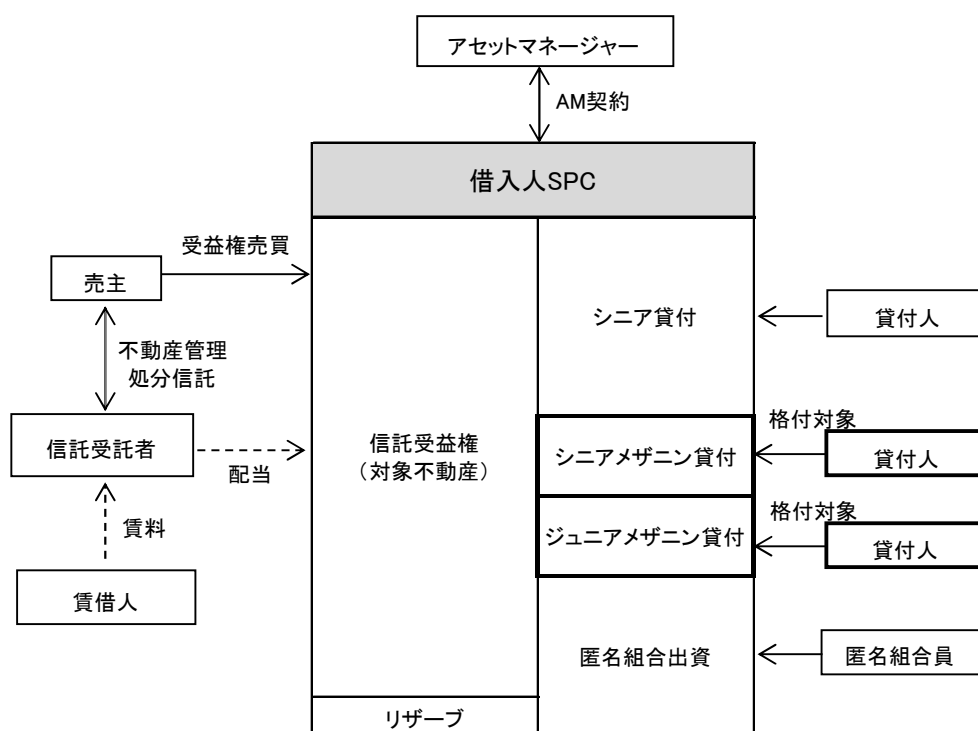 アセットマネージャー
AM契約
借入人SPC
受益権売買
売主
シニア貸付
貸付人
不動産管理
処分信託
格付対象
信託受託者
配当
信託受益権
（対象不動産）
シニアメザニン貸付
貸付人
格付対象
賃料
ジュニアメザニン貸付
貸付人
賃借人
匿名組合出資
匿名組合員
リザーブ